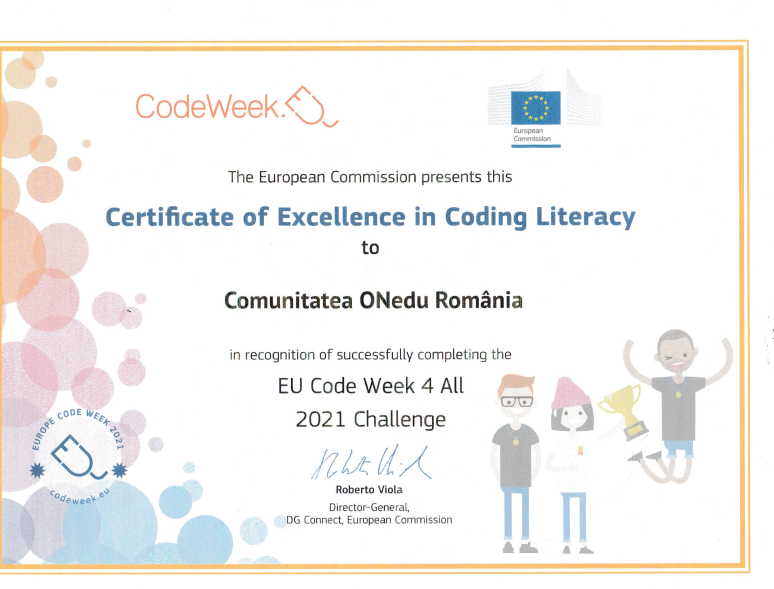 CodeWeek.EU
European
Commission
The European Commission presents this
Certificate of Excellence in Coding Literacy
to
Comunitatea ONedu România
in recognition of successfully completing the
EU Code Week 4 All
2021 Challenge
Roberto Viola
Director-General,
DG Connect, European Commission
EUROPE CODE WEEK 2021
EU
codeweek.eu